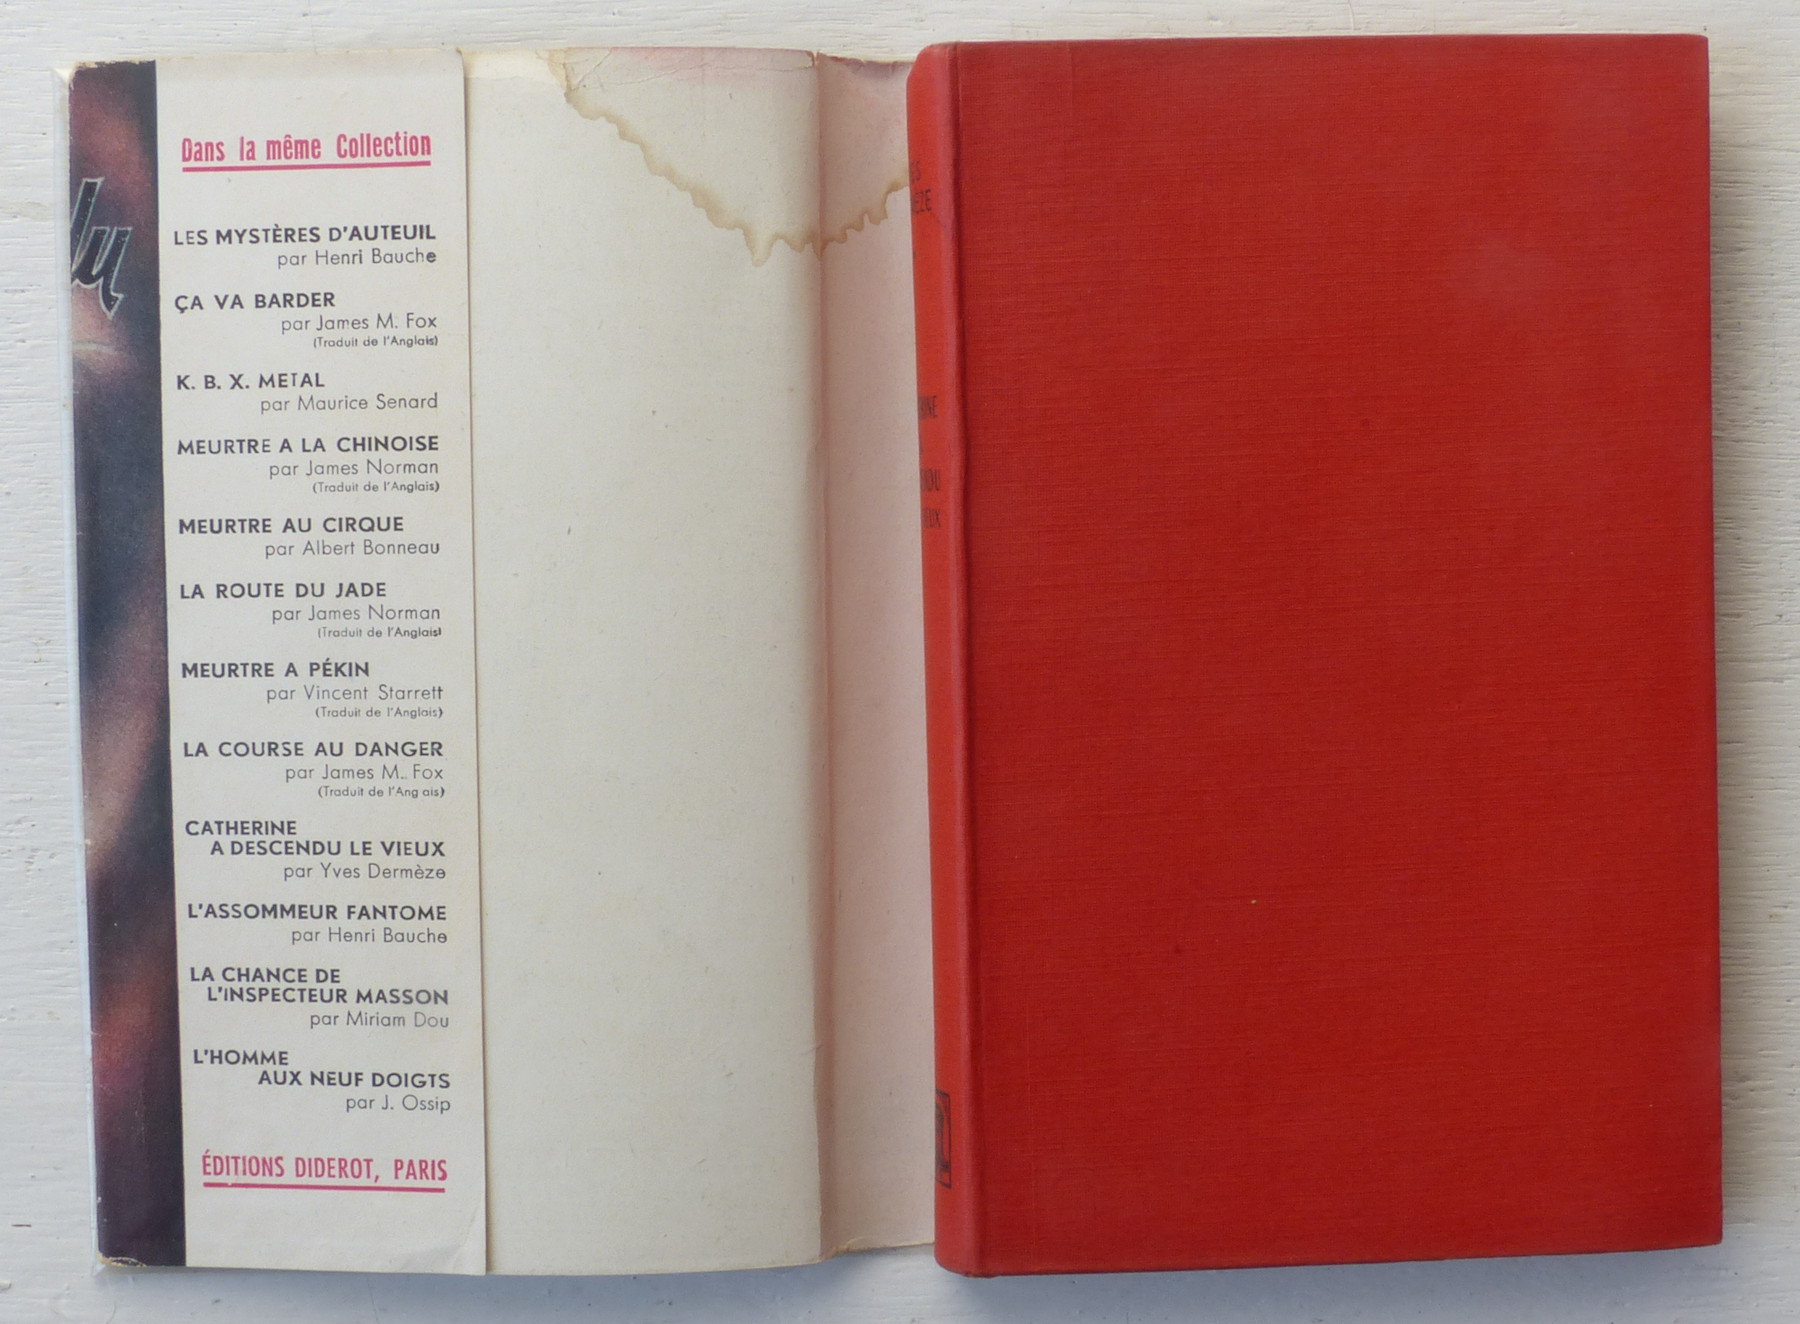 Dans la même Collection
LES MYSTÈRES D'AUTEUIL
par Henri Bauche
ÇA VA BARDER
par James M. Fox
(Traduit de l'Anglais)
K. B. X. METAL
par Maurice Senard
MEURTRE A LA CHINOISE
par James Norman
(Traduit de l'Anglais)
MEURTRE AU CIRQUE
par Albert Bonneau
LA ROUTE DU JADE
par James Norman
(Traduit de l'Anglais)
MEURTRE A PÉKIN
par Vincent Starrett
(Traduit de l'Anglais)
LA COURSE AU DANGER
par James M. Fox
(Traduit de l'Ang ais)
CATHERINE
A DESCENDU LE VIEUX
par Yves Dermèze
L'ASSOMMEUR FANTOME
par Henri Bauche
LA CHANCE DE
L'INSPECTEUR MASSON
par Miriam Dou
L'HOMME
AUX NEUF DOIGTS
par J. Ossip
ÉDITIONS DIDEROT, PARIS